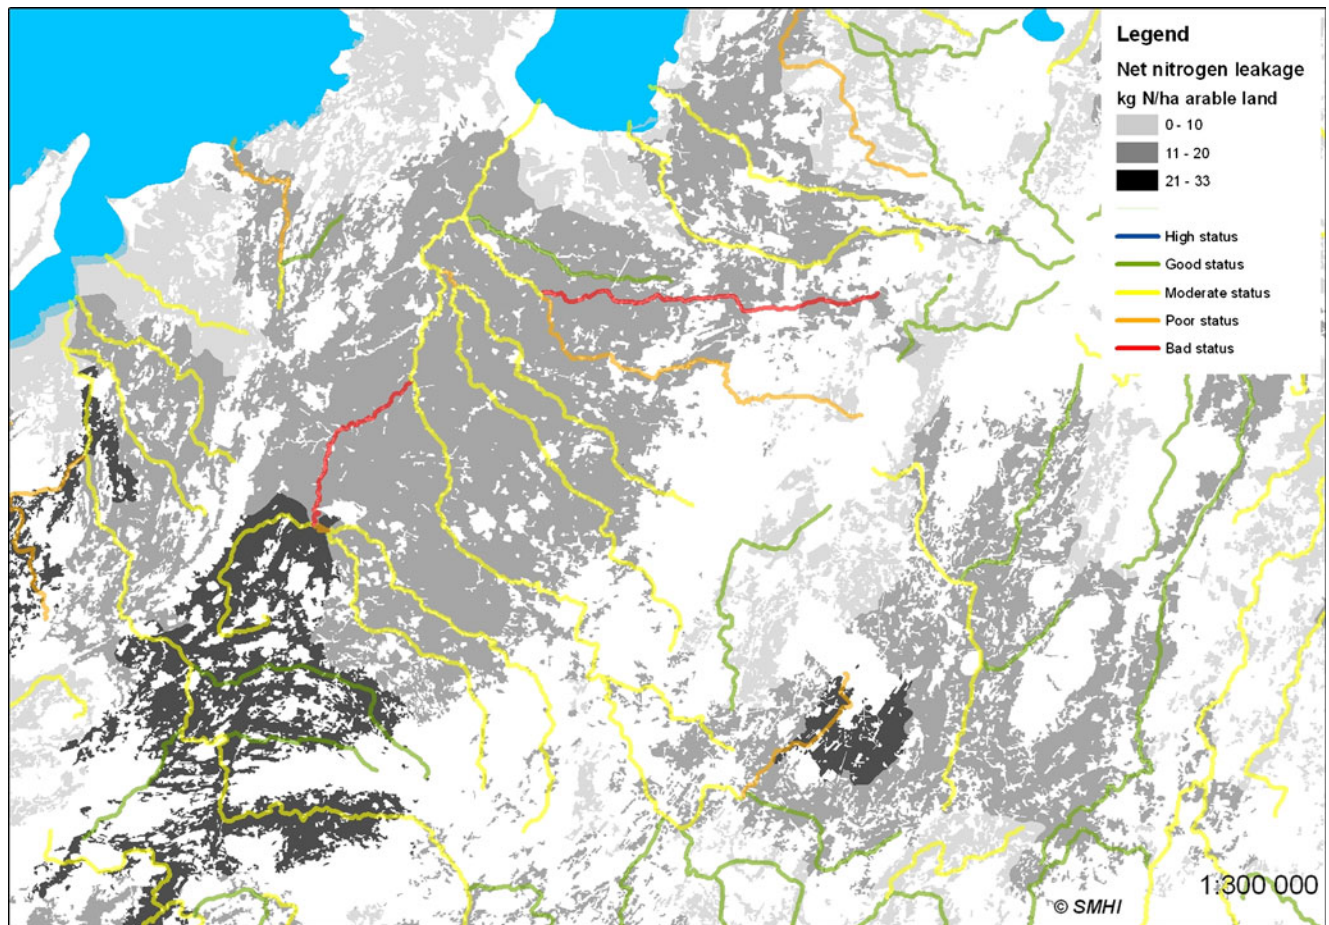 Legend
Net nitrogen leakage
kg N/ha arable land
0 - 10
11 - 20
21 - 33
High status
Good status
Moderate status
Poor status
Bad status
1:300 000
© SMHI